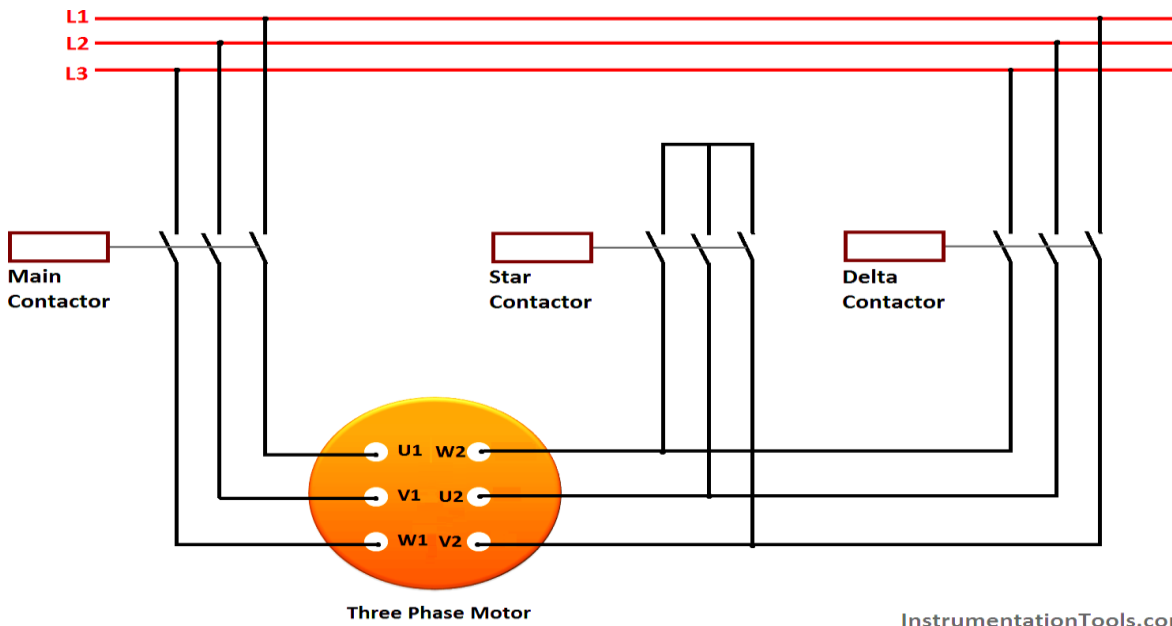 L1
L2
L3
Main
Contactor
Star
Contactor
Delta
Contactor
U1 W2
V1 U2
W1 V2
Three Phase Motor
InstrumentationTools.com